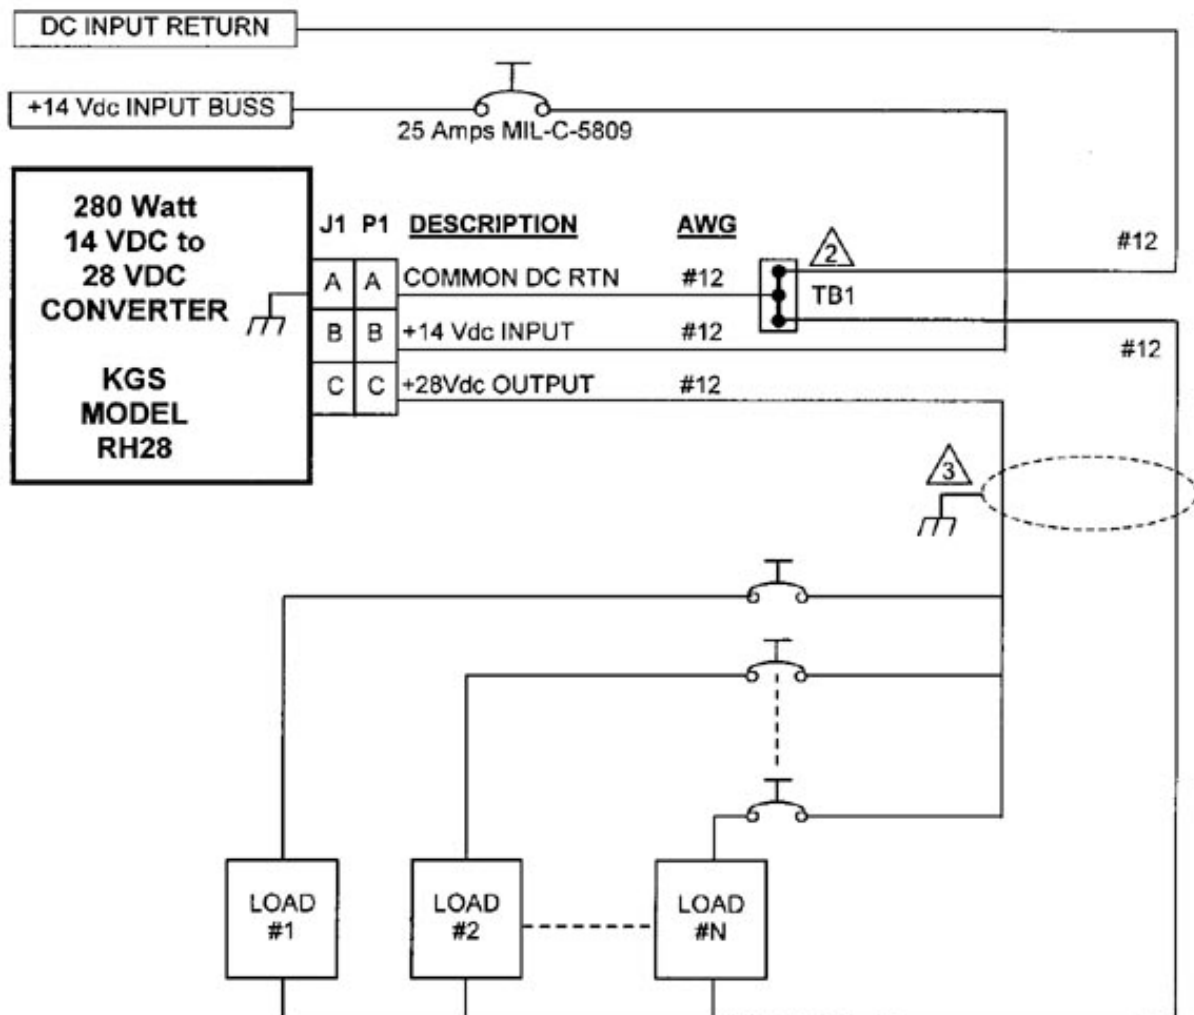 DC INPUT RETURN
+14 Vdc INPUT BUSS
25 Amps MIL-C-5809
280 Watt
14 VDC to
28 VDC
CONVERTER
KGS
MODEL
RH28
J1 P1 DESCRIPTION AWG
A A COMMON DC RTN #12
B B +14 Vdc INPUT #12
C C +28Vdc OUTPUT #12
2
TB1
#12
#12
3
LOAD
#1
LOAD
#2
LOAD
#N